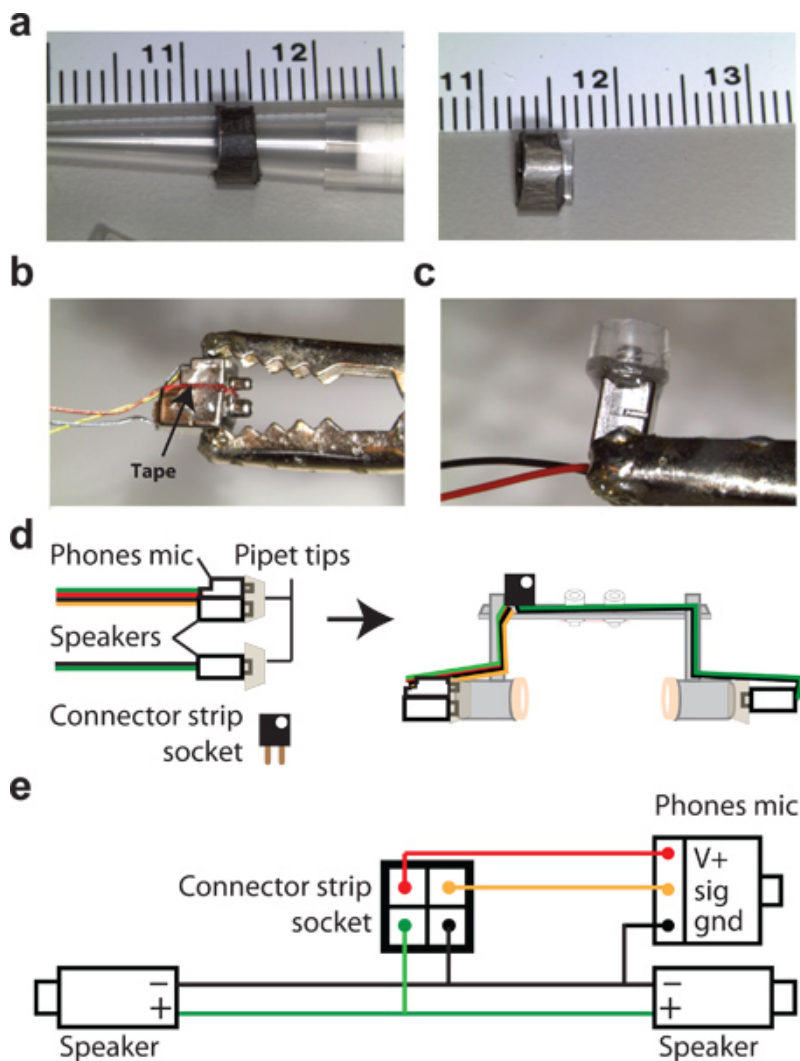 a
11 12
11 12 13
b
c
Tape
d
Phones mic
Pipet tips
Speakers
Connector strip
socket
e
Phones mic
Connector strip
socket
V+
sig
gnd
−
+
Speaker
−
+
Speaker